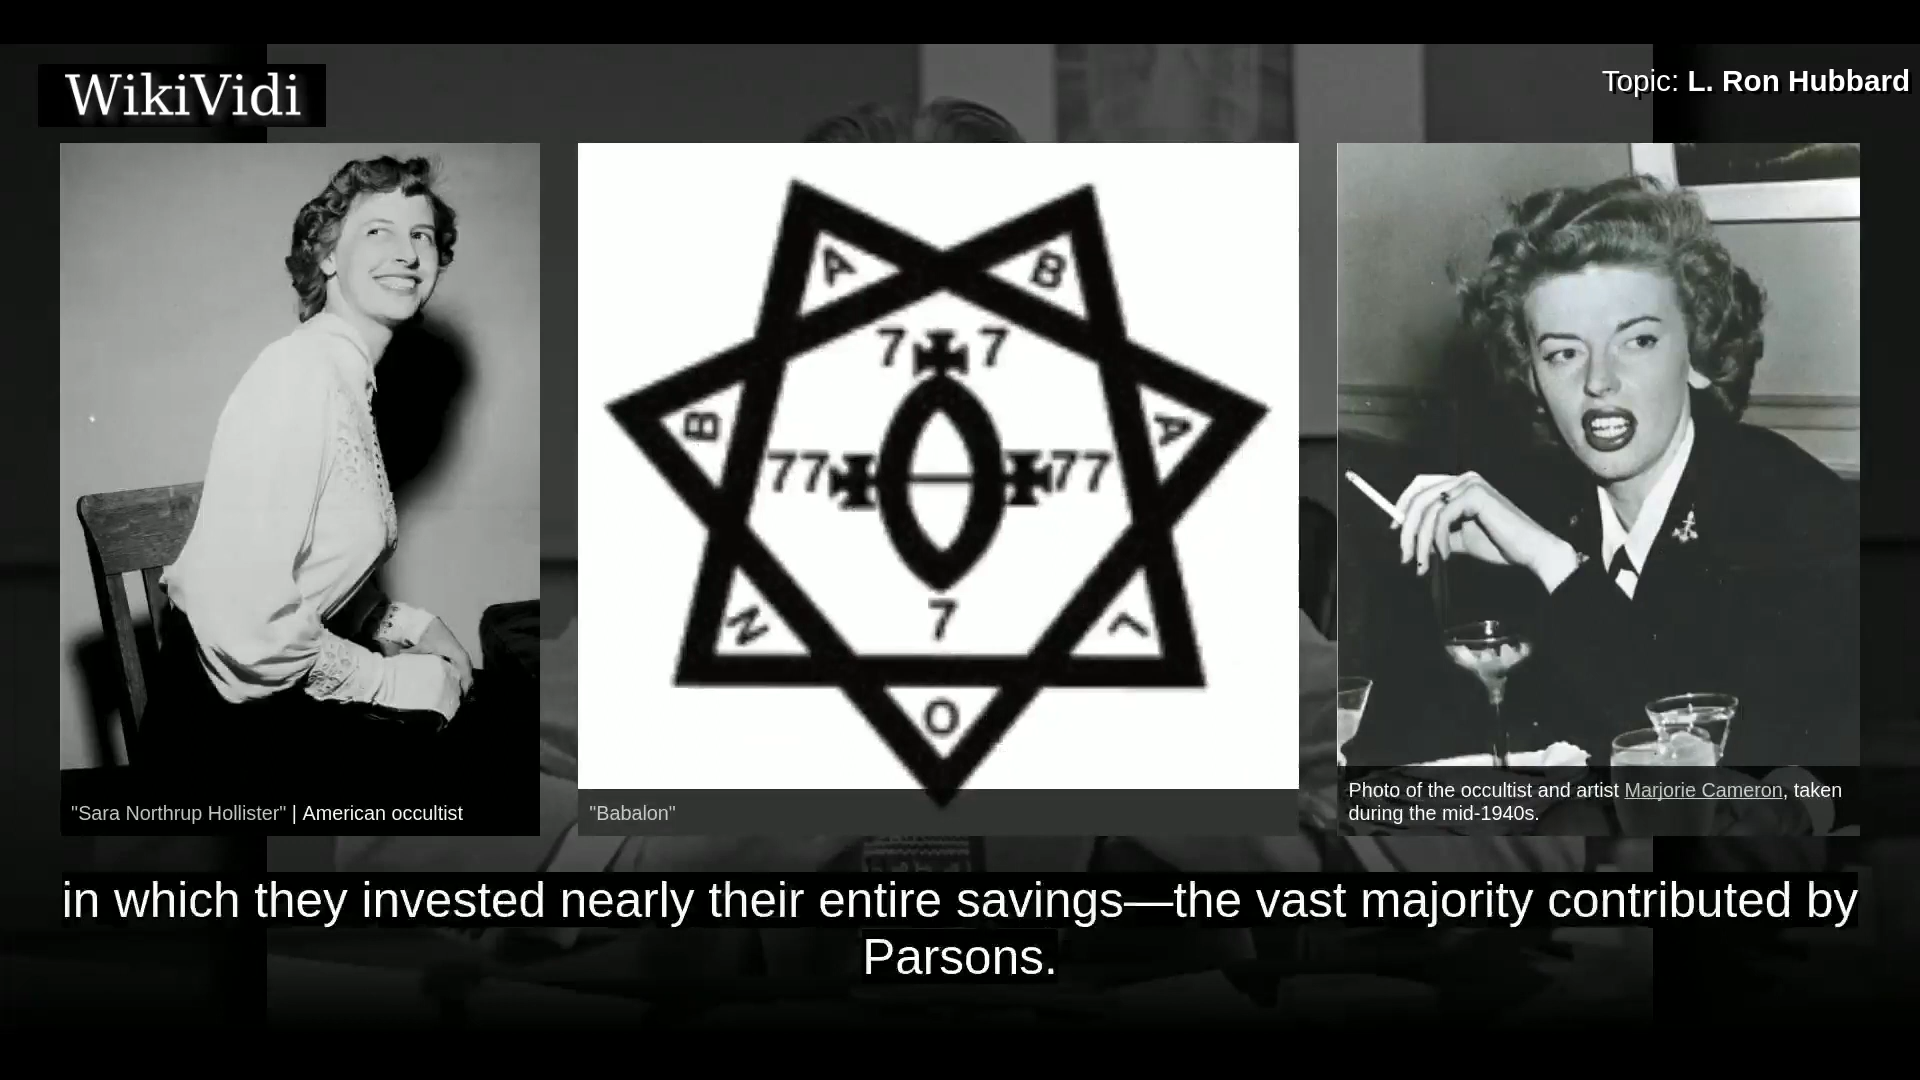 WikiVidi
Topic: L. Ron Hubbard
A
B
7 7
B
A
77 77
N
7
L
O
"Sara Northrup Hollister" | American occultist
"Babalon"
Photo of the occultist and artist Marjorie Cameron, taken
during the mid-1940s.
in which they invested nearly their entire savings—the vast majority contributed by
Parsons.